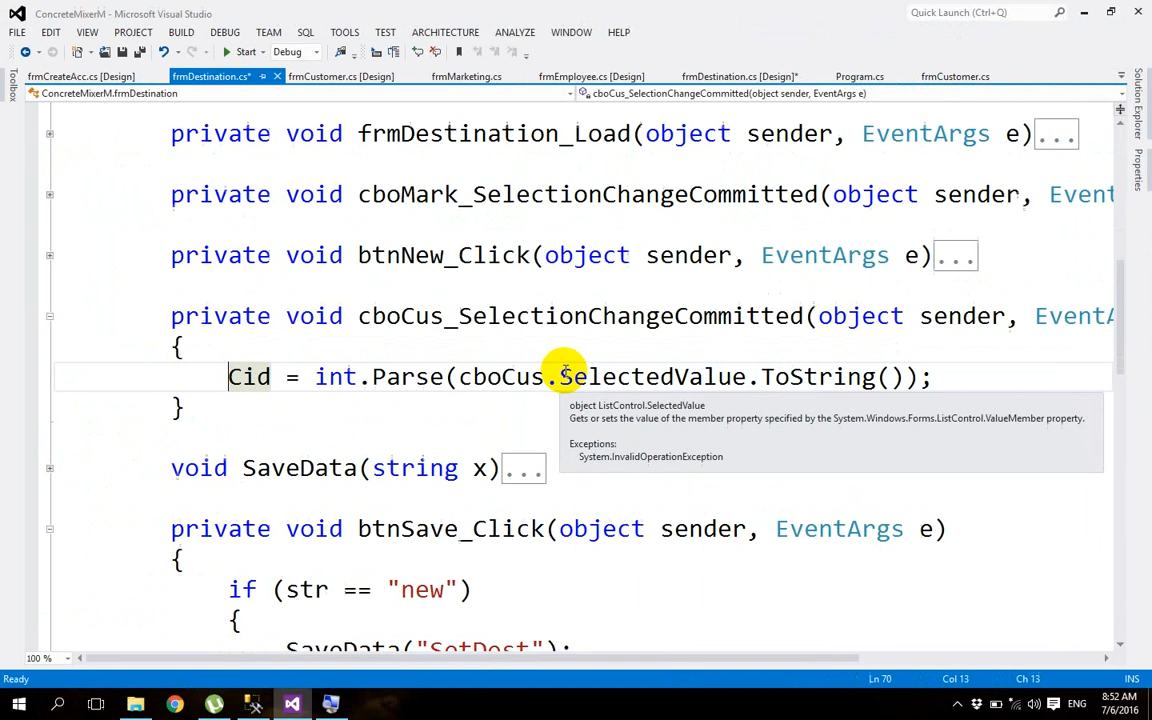 ConcreteMixerM - Microsoft Visual Studio
Quick Launch (Ctrl+Q)
FILE EDIT VIEW PROJECT BUILD DEBUG TEAM SQL TOOLS TEST ARCHITECTURE ANALYZE WINDOW HELP
Start Debug
frmCreateAcc.cs [Design] frmDestination.cs* frmCustomer.cs [Design] frmMarketing.cs frmEmployee.cs [Design] frmDestination.cs [Design]* Program.cs frmCustomer.cs
ConcreteMixerM.frmDestination cboCus_SelectionChangeCommitted(object sender, EventArgs e)
Toolbox
Solution Explorer
Properties
private void frmDestination_Load(object sender, EventArgs e)...
private void cboMark_SelectionChangeCommitted(object sender, Event
private void btnNew_Click(object sender, EventArgs e)...
private void cboCus_SelectionChangeCommitted(object sender, EventA
{
Cid = int.Parse(cboCus.SelectedValue.ToString());
object ListControl.SelectedValue
Gets or sets the value of the member property specified by the System.Windows.Forms.ListControl.ValueMember property.
Exceptions:
System.InvalidOperationException
}
void SaveData(string x)...
private void btnSave_Click(object sender, EventArgs e)
{
if (str == "new")
{
SaveData("SetDest");
100 %
Ready Ln 70 Col 13 Ch 13 INS
ENG 8:52 AM
7/6/2016